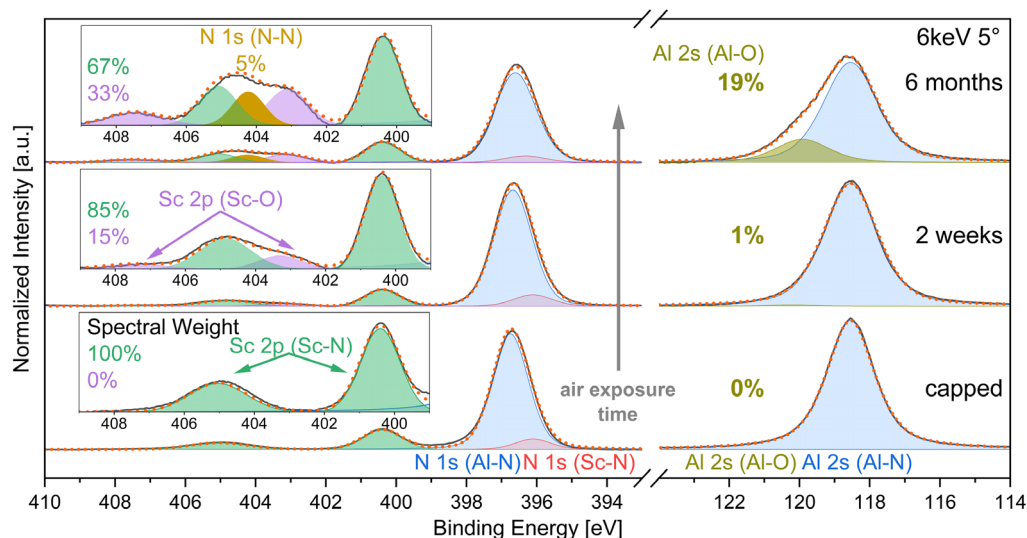 6keV 5°
N 1s (N-N)
5%
67%
33%
408 406 404 402 400
Al 2s (Al-O)
19%
6 months
Sc 2p (Sc-O)
85%
15%
408 406 404 402 400
1%
2 weeks
Spectral Weight
100%
0%
Sc 2p (Sc-N)
408 406 404 402 400
air exposure
time
0%
capped
N 1s (Al-N) N 1s (Sc-N)
Al 2s (Al-O) Al 2s (Al-N)
410 408 406 404 402 400 398 396 394 122 120 118 116 114
Binding Energy [eV]
Normalized Intensity [a.u.]